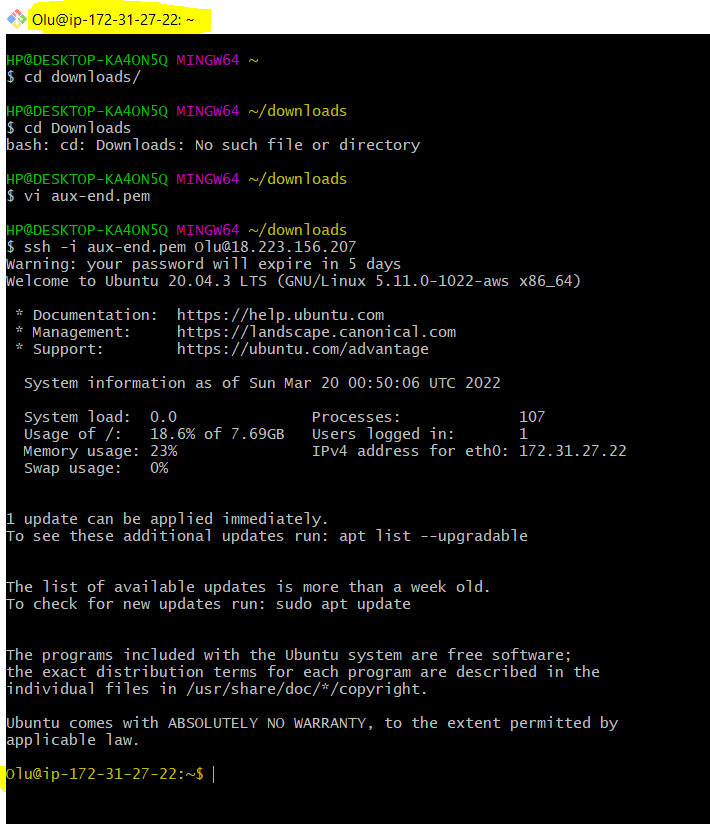 Olu@ip-172-31-27-22: ~
HP@DESKTOP-KA4ON5Q MINGW64 ~
$ cd downloads/
HP@DESKTOP-KA4ON5Q MINGW64 ~/downloads
$ cd Downloads
bash: cd: Downloads: No such file or directory
HP@DESKTOP-KA4ON5Q MINGW64 ~/downloads
$ vi aux-end.pem
HP@DESKTOP-KA4ON5Q MINGW64 ~/downloads
$ ssh -i aux-end.pem Olu@18.223.156.207
Warning: your password will expire in 5 days
Welcome to Ubuntu 20.04.3 LTS (GNU/Linux 5.11.0-1022-aws x86_64)
* Documentation:  https://help.ubuntu.com
* Management:     https://landscape.canonical.com
* Support:        https://ubuntu.com/advantage
System information as of Sun Mar 20 00:50:06 UTC 2022
System load:  0.0                Processes:             107
Usage of /:   18.6% of 7.69GB   Users logged in:       1
Memory usage: 23%                IPv4 address for eth0: 172.31.27.22
Swap usage:   0%
1 update can be applied immediately.
To see these additional updates run: apt list --upgradable
The list of available updates is more than a week old.
To check for new updates run: sudo apt update
The programs included with the Ubuntu system are free software;
the exact distribution terms for each program are described in the
individual files in /usr/share/doc/*/copyright.
Ubuntu comes with ABSOLUTELY NO WARRANTY, to the extent permitted by
applicable law.
Olu@ip-172-31-27-22:~$